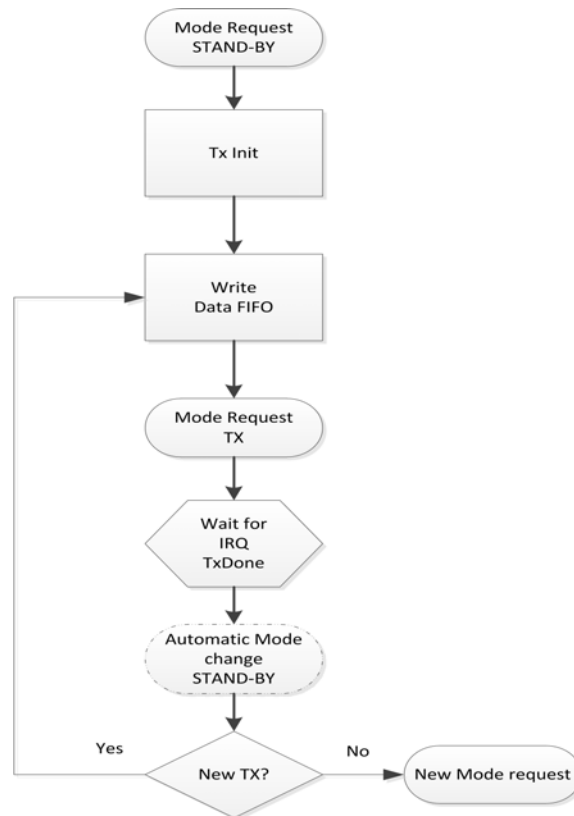 Mode Request
STAND-BY
Tx Init
Write
Data FIFO
Mode Request
TX
Wait for
IRQ
TxDone
Automatic Mode
change
STAND-BY
Yes
New TX?
No
New Mode request